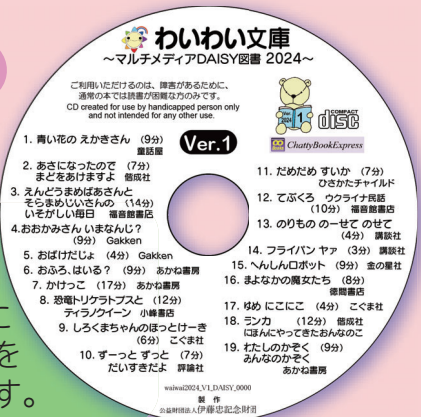 わいわい文庫
~マルチメディアDAISY図書 2024~
ご利用いただけるのは、障害があるために、
通常の本では読書が困難な方のみです。
CD created for use by handicapped person only
and not intended for any other use.
Ver.1
Ver.
2024
1
COMPACT
disc
ChattyBookExpress
1. 青い花の えかきさん (9分)
童話屋
2. あさになったので (7分)
まどをあけますよ 偕成社
3. えんどうまめばあさんと
そらまめじいさんの (14分)
いそがしい毎日 福音館書店
4.おおかみさん いまなんじ?
(9分) Gakken
5. おばけだじょ (4分) Gakken
6. おふろ、はいる? (9分) あかね書房
7. かけっこ (17分) あかね書房
8. 恐竜トリケラトプスと (12分)
ティラノクイーン 小峰書店
9. しろくまちゃんのほっとけーき
(6分) こぐま社
10. ずーっと ずっと (7分)
だいすきだよ 評論社
11. だめだめ すいか (7分)
ひさかたチャイルド
12. てぶくろ ウクライナ民話
(10分) 福音館書店
13. のりもの のーせて のせて
(4分) 講談社
14. フライパン ヤァ (3分) 講談社
15. へんしんロボット (9分) 金の星社
16. まよなかの魔女たち (8分)
徳間書店
17. ゆめ にこにこ (4分) こぐま社
18. ランカ (12分) 偕成社
にほんにやってきたおんなのこ
19. わたしのかぞく (9分)
みんなのかぞく
あかね書房
waiwai2024_V1_DAISY_0000
製 作
公益財団法人伊藤忠記念財団
に
を
す。